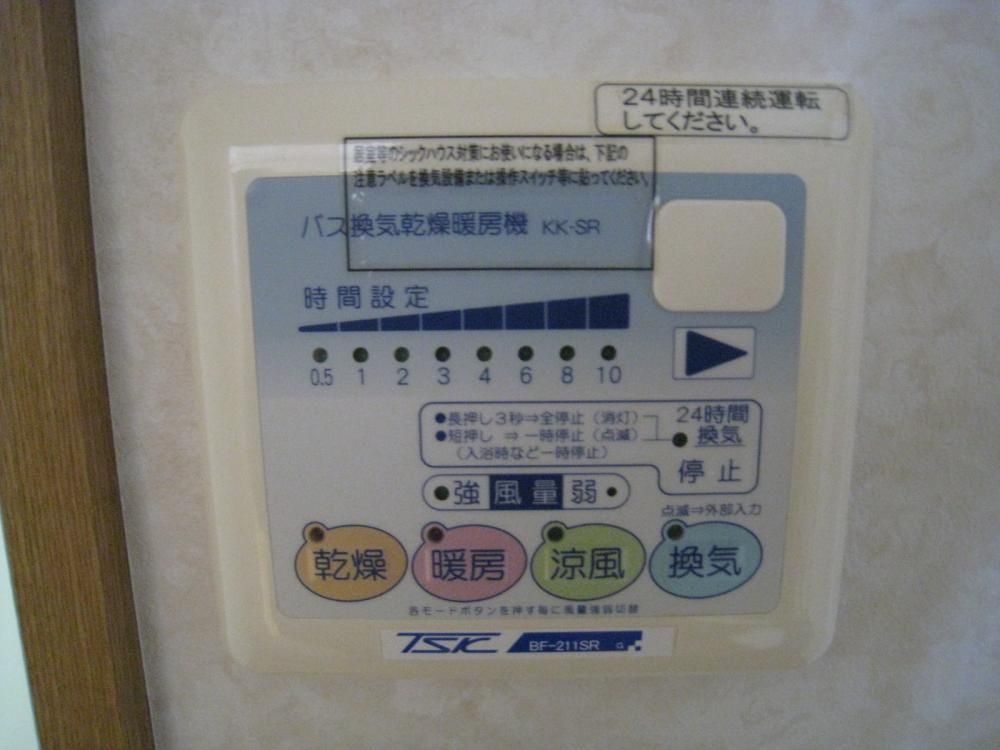 24時間連続運転
してください。
居室等のシックハウス対策にお使いになる場合は、下記の
注意ラベルを換気設備または操作スイッチ等に貼ってください。
バス換気乾燥暖房機 KK-SR
時間設定
0.5 1 2 3 4 6 8 10
●長押し3秒⇒全停止（消灯）
●短押し ⇒ 一時停止（点滅）
（入浴時など一時停止）
24時間
換気
停止
強 風量 弱
点滅⇒外部入力
乾燥 暖房 涼風 換気
各モードボタンを押す毎に風量強弱切替
TSK BF-211SR G